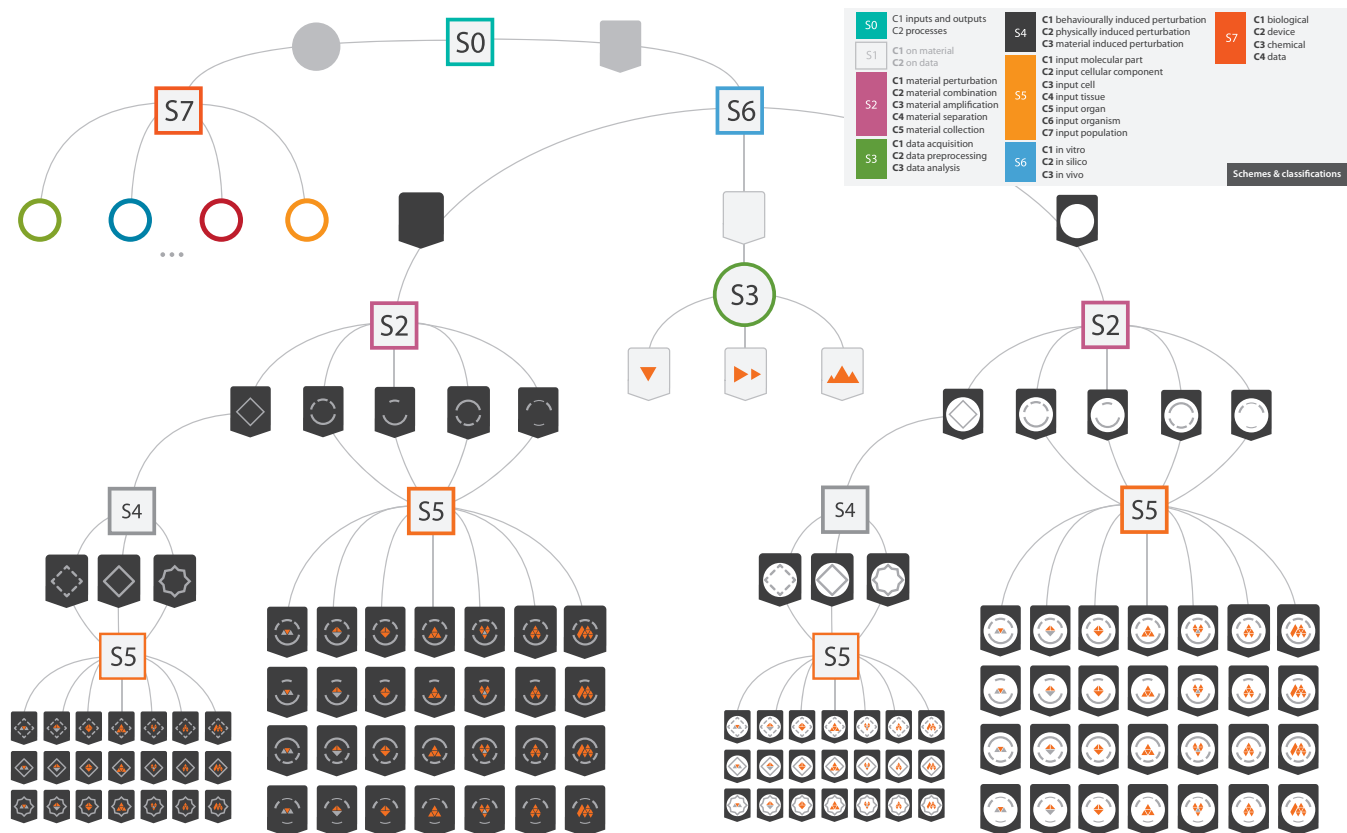 S0
S7
S6
S3
S2
S2
S4
S5
S4
S5
S5
S5
...
S0
C1 inputs and outputs
C2 processes
S1
C1 on material
C2 on data
S2
C1 material perturbation
C2 material combination
C3 material amplification
C4 material separation
C5 material collection
S3
C1 data acquisition
C2 data preprocessing
C3 data analysis
S4
C1 behaviourally induced perturbation
C2 physically induced perturbation
C3 material induced perturbation
S5
C1 input molecular part
C2 input cellular component
C3 input cell
C4 input tissue
C5 input organ
C6 input organism
C7 input population
S6
C1 in vitro
C2 in silico
C3 in vivo
S7
C1 biological
C2 device
C3 chemical
C4 data
Schemes & classifications